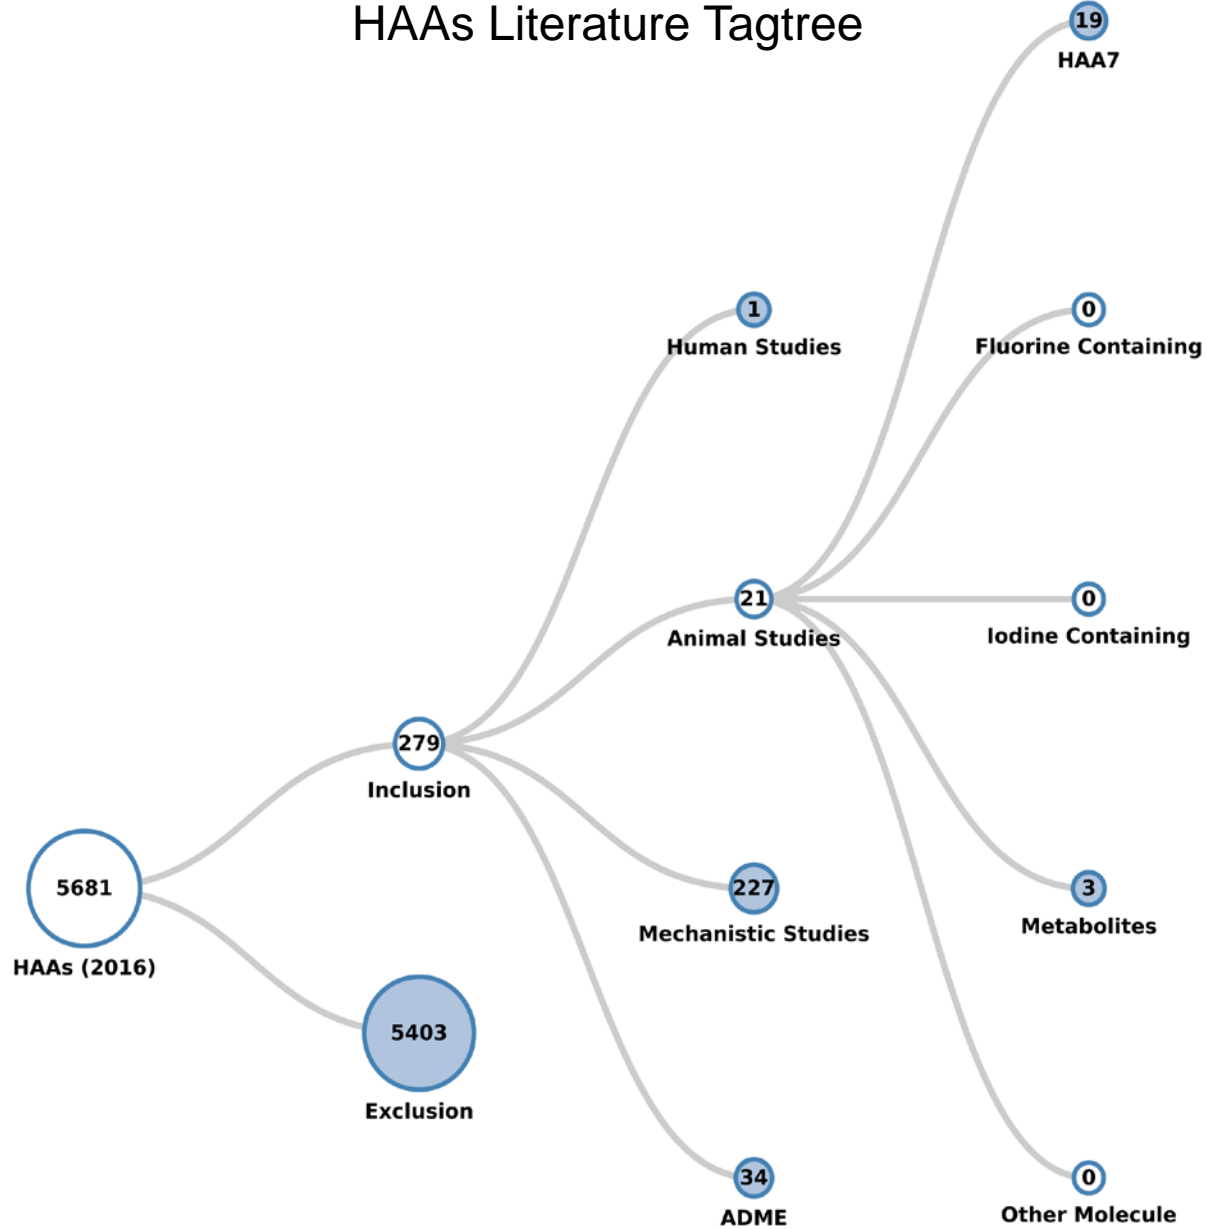 HAAs Literature Tagtree
19
HAA7
1
Human Studies
0
Fluorine Containing
21
Animal Studies
0
Iodine Containing
279
Inclusion
5681
HAAs (2016)
227
Mechanistic Studies
3
Metabolites
5403
Exclusion
34
ADME
0
Other Molecule